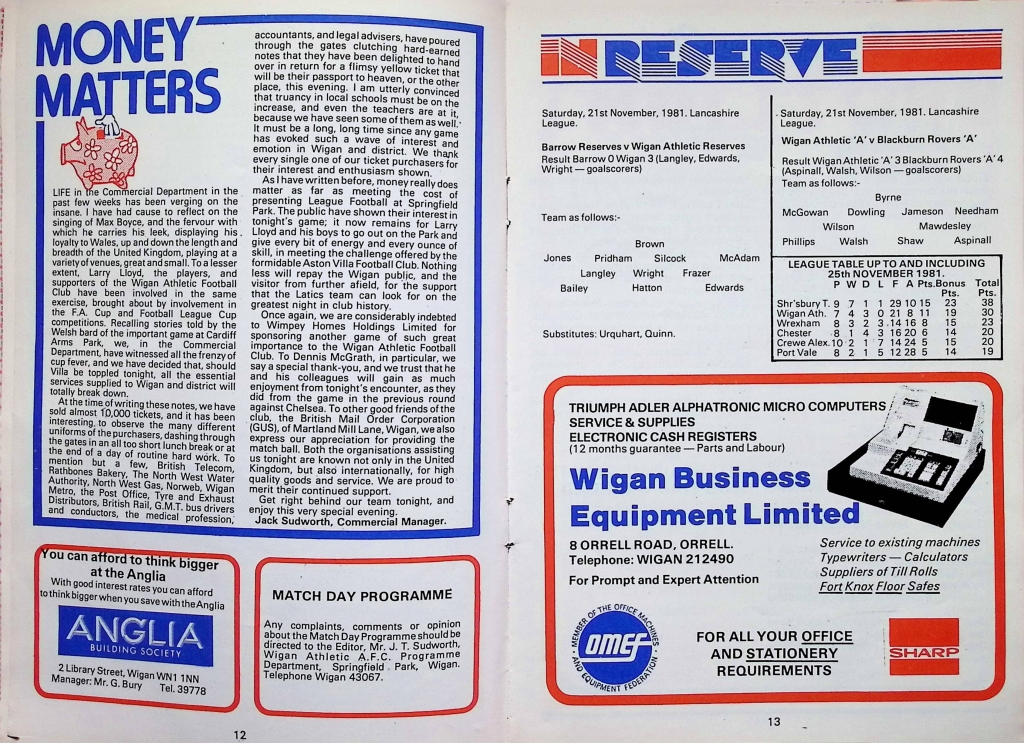 MONEY
MATTERS
LIFE in the Commercial Department in the
past few weeks has been verging on the
insane. I have had cause to reflect on the
singing of Max Boyce, and the fervour with
which he carries his leek, displaying his
loyalty to Wales, up and down the length and
breadth of the United Kingdom, playing at a
variety of venues, great and small. To a lesser
extent, Larry Lloyd, the players, and
supporters of the Wigan Athletic Football
Club have been involved in the same
exercise, brought about by involvement in
the F.A. Cup and Football League Cup
competitions. Recalling stories told by the
Welsh bard of the important game at Cardiff
Arms Park, we, in the Commercial
Department, have witnessed all the frenzy of
cup fever, and we have decided that, should
Villa be toppled tonight, all the essential
services supplied to Wigan and district will
totally break down.
At the time of writing these notes, we have
sold almost 10,000 tickets, and it has been
interesting, to observe the many different
uniforms of the purchasers, dashing through
the gates in an all too short lunch break or at
the end of a day of routine hard work. To
mention but a few, British Telecom,
Rathbones Bakery, The North West Water
Authority, North West Gas, Norweb, Wigan
Metro, the Post Office, Tyre and Exhaust
Distributors, British Rail, G.M.T. bus drivers
and conductors, the medical profession,
accountants, and legal advisers, have poured
through the gates clutching hard-earned
notes that they have been delighted to hand
over in return for a flimsy yellow ticket that
will be their passport to heaven, or the other
place, this evening. I am utterly convinced
that truancy in local schools must be on the
increase, and even the teachers are at it,
because we have seen some of them as well.
It must be a long, long time since any game
has evoked such a wave of interest and
emotion in Wigan and district. We thank
every single one of our ticket purchasers for
their interest and enthusiasm shown.
As I have written before, money really does
matter as far as meeting the cost of
presenting League Football at Springfield
Park. The public have shown their interest in
tonight's game; it now remains for Larry
Lloyd and his boys to go out on the Park and
give every bit of energy and every ounce of
skill, in meeting the challenge offered by the
formidable Aston Villa Football Club. Nothing
less will repay the Wigan public, and the
visitor from further afield, for the support
that the Latics team can look for on the
greatest night in club history.
Once again, we are considerably indebted
to Wimpey Homes Holdings Limited for
sponsoring another game of such great
importance to the Wigan Athletic Football
Club. To Dennis McGrath, in particular, we
say a special thank-you, and we trust that he
and his colleagues will gain as much
enjoyment from tonight's encounter, as they
did from the game in the previous round
against Chelsea. To other good friends of the
club, the British Mail Order Corporation
(GUS), of Martland Mill Lane, Wigan, we also
express our appreciation for providing the
match ball. Both the organisations assisting
us tonight are known not only in the United
Kingdom, but also internationally, for high
quality goods and service. We are proud to
merit their continued support.
Get right behind our team tonight, and
enjoy this very special evening.
Jack Sudworth, Commercial Manager.
You can afford to think bigger
at the Anglia
With good interest rates you can afford
to think bigger when you save with the Anglia
ANGLIA
BUILDING SOCIETY
2 Library Street, Wigan WN1 1NN
Manager: Mr. G. Bury Tel. 39778
MATCH DAY PROGRAMME
Any complaints, comments or opinion
about the Match Day Programme should be
directed to the Editor, Mr. J. T. Sudworth,
Wigan Athletic A.F.C. Programme
Department, Springfield Park, Wigan.
Telephone Wigan 43067.
12
IN RESERVE
Saturday, 21st November, 1981. Lancashire
League.
Barrow Reserves v Wigan Athletic Reserves
Result Barrow 0 Wigan 3 (Langley, Edwards,
Wright — goalscorers)
Team as follows:-
Brown
Jones Pridham Silcock McAdam
Langley Wright Frazer
Bailey Hatton Edwards
Substitutes: Urquhart, Quinn.
Saturday, 21st November, 1981. Lancashire
League.
Wigan Athletic 'A' v Blackburn Rovers 'A'
Result Wigan Athletic 'A' 3 Blackburn Rovers 'A' 4
(Aspinall, Walsh, Wilson — goalscorers)
Team as follows:-
Byrne
McGowan Dowling Jameson Needham
Wilson Mawdesley
Phillips Walsh Shaw Aspinall
LEAGUE TABLE UP TO AND INCLUDING
25th NOVEMBER 1981.
P W D L F A Pts. Bonus Total
Pts. Pts.
Shr'sbury T. 9 7 1 1 29 10 15 23 38
Wigan Ath. 7 4 3 0 21 8 11 19 30
Wrexham 8 3 2 3 14 16 8 15 23
Chester 8 1 4 3 16 20 6 14 20
Crewe Alex. 10 2 1 7 14 24 5 15 20
Port Vale 8 2 1 5 12 28 5 14 19
TRIUMPH ADLER ALPHATRONIC MICRO COMPUTERS
SERVICE & SUPPLIES
ELECTRONIC CASH REGISTERS
(12 months guarantee — Parts and Labour)
Wigan Business
Equipment Limited
8 ORRELL ROAD, ORRELL.
Telephone: WIGAN 212490
For Prompt and Expert Attention
Service to existing machines
Typewriters — Calculators
Suppliers of Till Rolls
Fort Knox Floor Safes
MEMBER OF THE OFFICE MACHINES
OMEF
AND EQUIPMENT FEDERATION
FOR ALL YOUR OFFICE
AND STATIONERY
REQUIREMENTS
SHARP
13